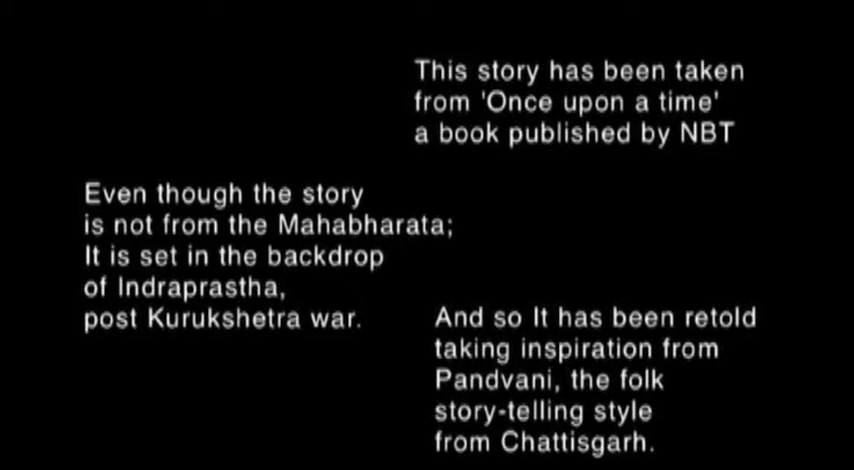 This story has been taken
from 'Once upon a time'
a book published by NBT
Even though the story
is not from the Mahabharata;
It is set in the backdrop
of Indraprastha,
post Kurukshetra war.
And so It has been retold
taking inspiration from
Pandvani, the folk
story-telling style
from Chattisgarh.